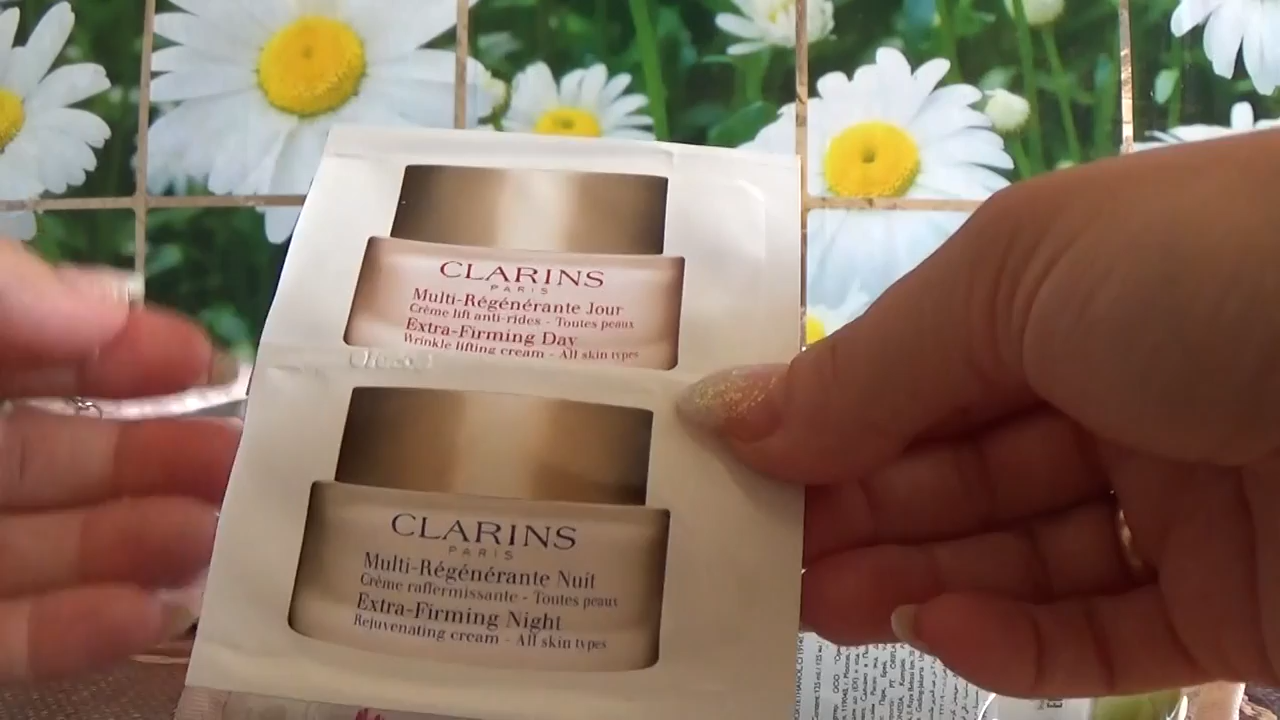 CLARINS
PARIS
Multi-Régénérante Jour
Crème lift anti-rides - Toutes peaux
Extra-Firming Day
Wrinkle lifting cream - All skin types
CLARINS
PARIS
Multi-Régénérante Nuit
Crème raffermissante - Toutes peaux
Extra-Firming Night
Rejuvenating cream - All skin types